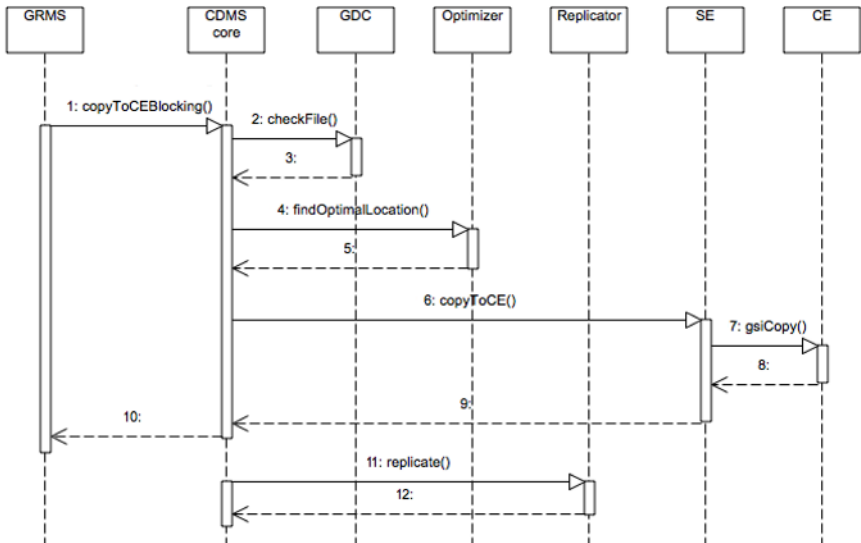 GRMS
CDMS
core
GDC
Optimizer
Replicator
SE
CE
1: copyToCEBlocking()
2: checkFile()
3:
4: findOptimalLocation()
5:
6: copyToCE()
7: gsiCopy()
8:
9:
10:
11: replicate()
12: